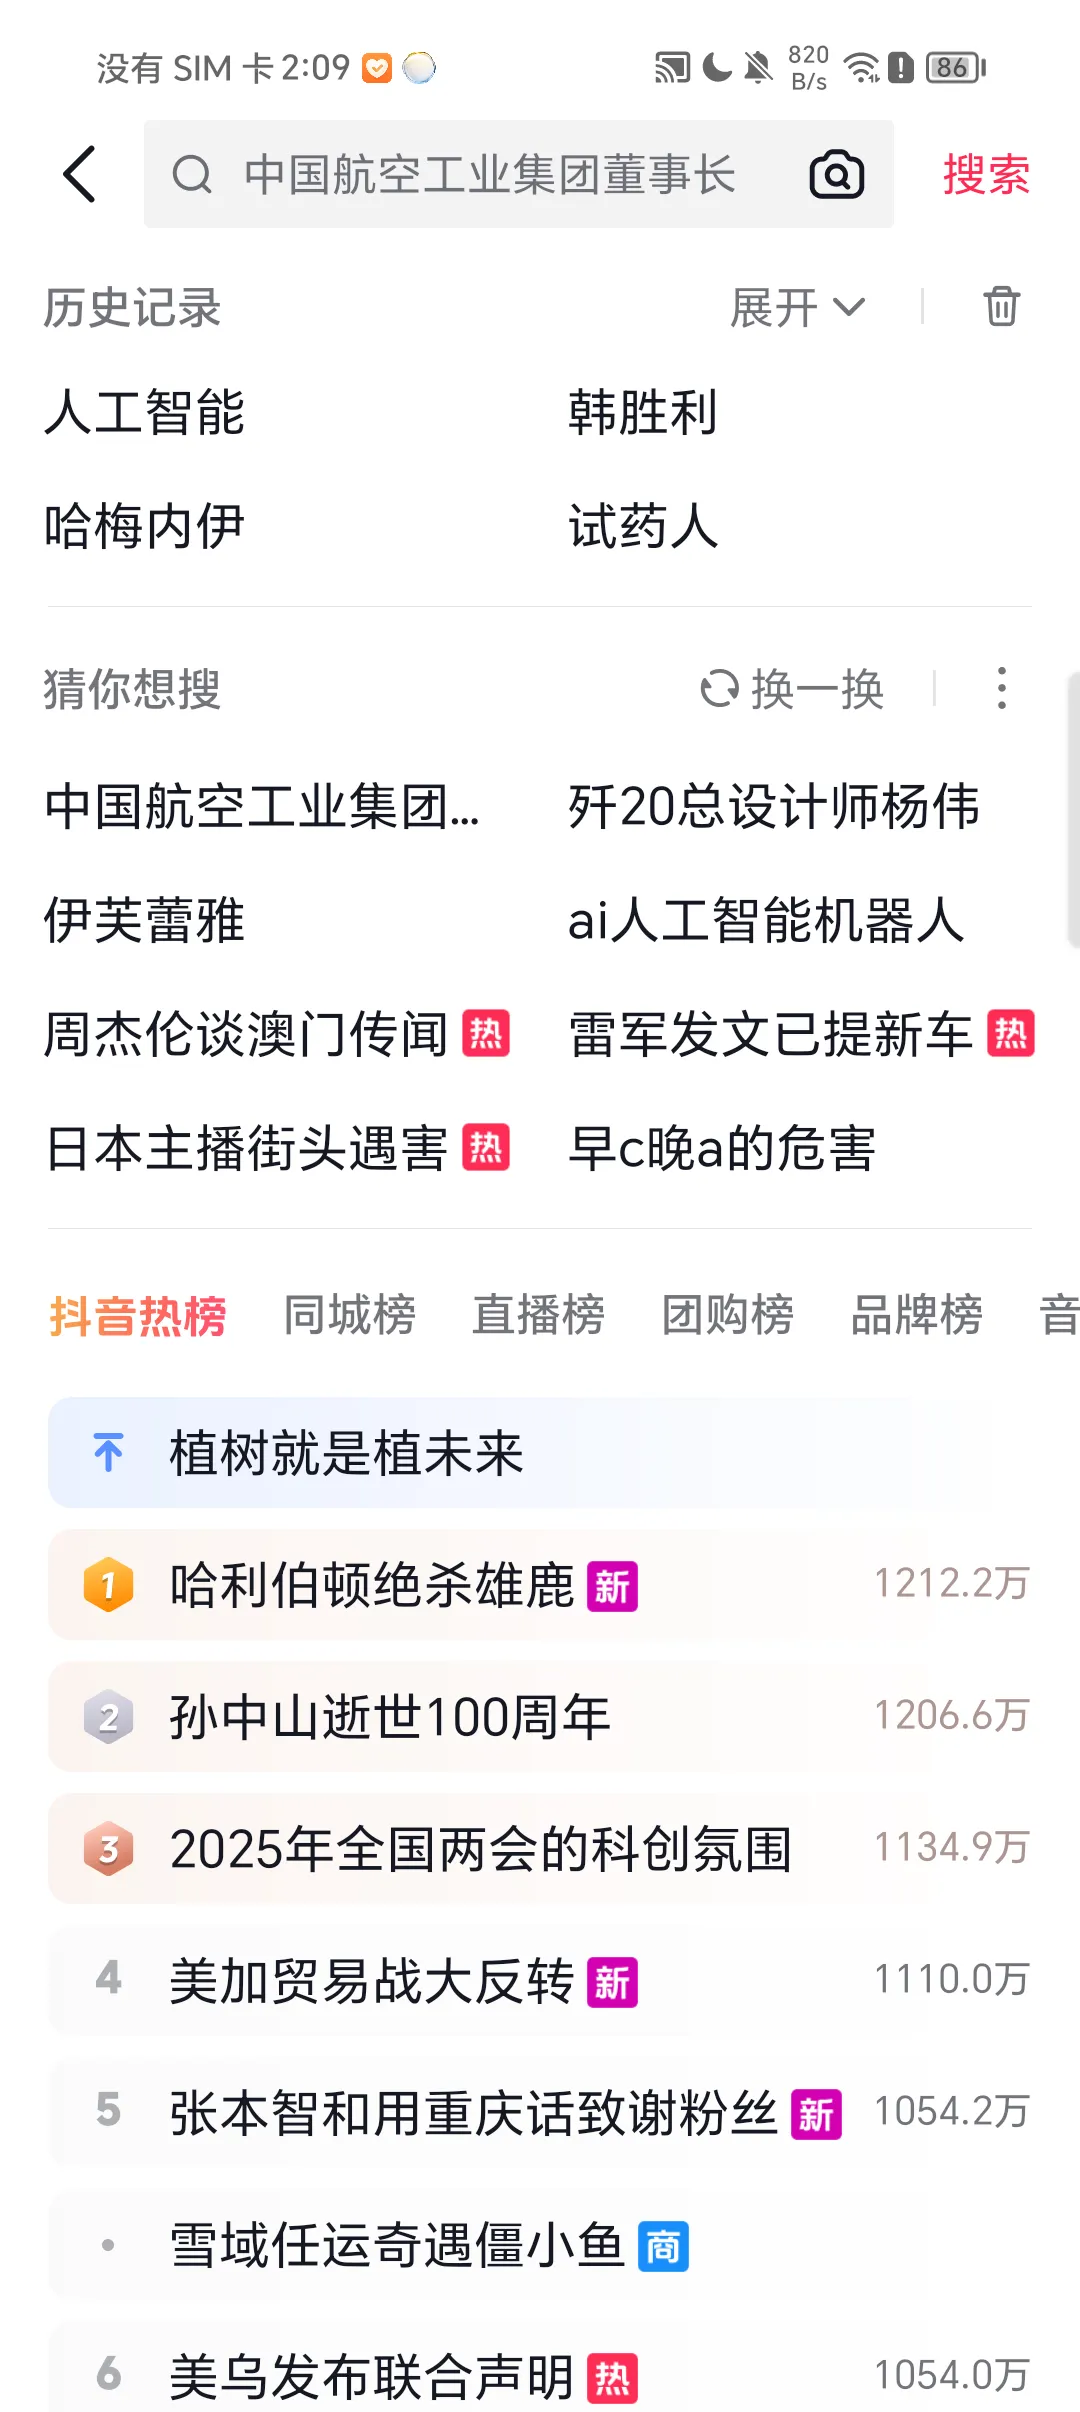 没有 SIM 卡 2:09 820 B/s 86
中国航空工业集团董事长 搜索
历史记录 展开
人工智能 韩胜利
哈梅内伊 试药人
猜你想搜 换一换
中国航空工业集团... 歼20总设计师杨伟
伊芙蕾雅 ai人工智能机器人
周杰伦谈澳门传闻 热 雷军发文已提新车 热
日本主播街头遇害 热 早c晚a的危害
抖音热榜 同城榜 直播榜 团购榜 品牌榜 音
植树就是植未来
1 哈利伯顿绝杀雄鹿 新 1212.2万
2 孙中山逝世100周年 1206.6万
3 2025年全国两会的科创氛围 1134.9万
4 美加贸易战大反转 新 1110.0万
5 张本智和用重庆话致谢粉丝 新 1054.2万
雪域任运奇遇僵小鱼 商
6 美乌发布联合声明 热 1054.0万